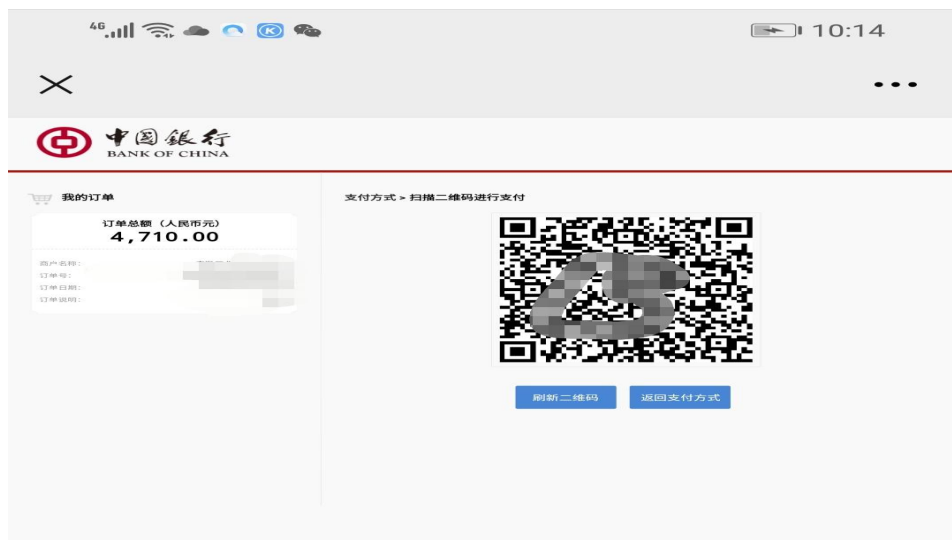 4G
10:14
中国银行
BANK OF CHINA
我的订单
订单总额（人民币元）
4,710.00
商户名称：
订单号：
订单日期：
订单说明：
支付方式 > 扫描二维码进行支付
刷新二维码
返回支付方式